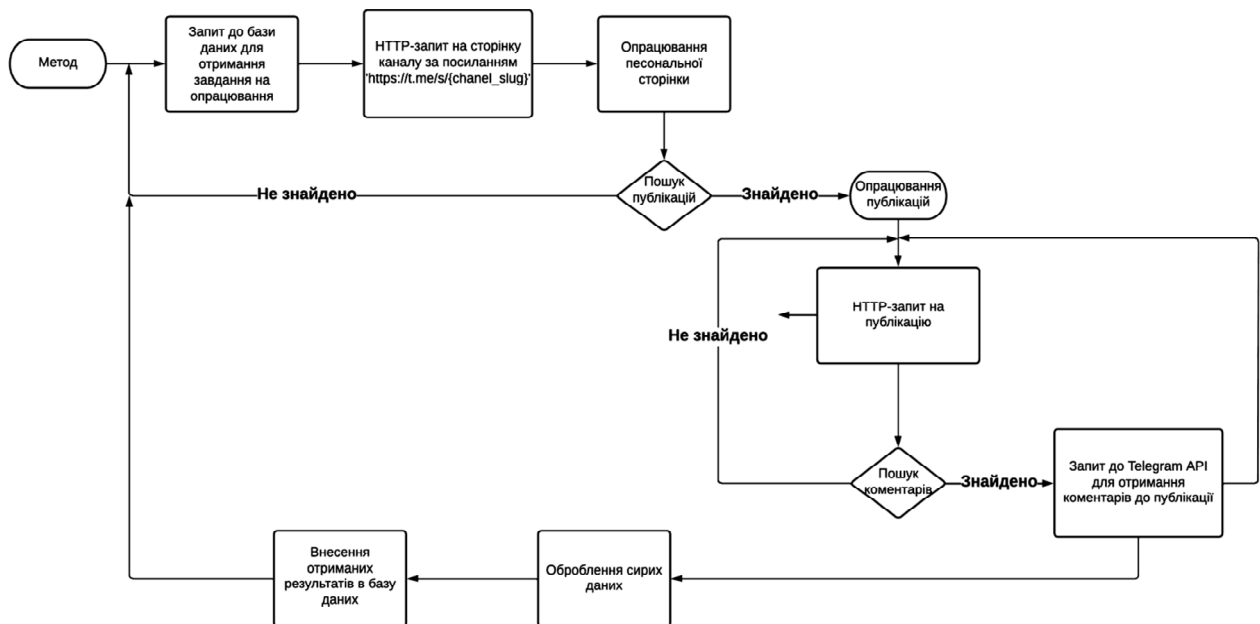 Метод
Запит до бази
даних для
отримання
завдання на
опрацювання
HTTP-запит на сторінку
каналу за посиланням
'https://t.me/s/{chanel_slug}'
Опрацювання
песональної
сторінки
Не знайдено
Пошук
публікацій
Знайдено
Опрацювання
публікацій
HTTP-запит на
публікацію
Не знайдено
Пошук
коментарів
Знайдено
Запит до Telegram API
для отримання
коментарів до публікації
Внесення
отриманих
результатів в базу
даних
Оброблення сирих
даних